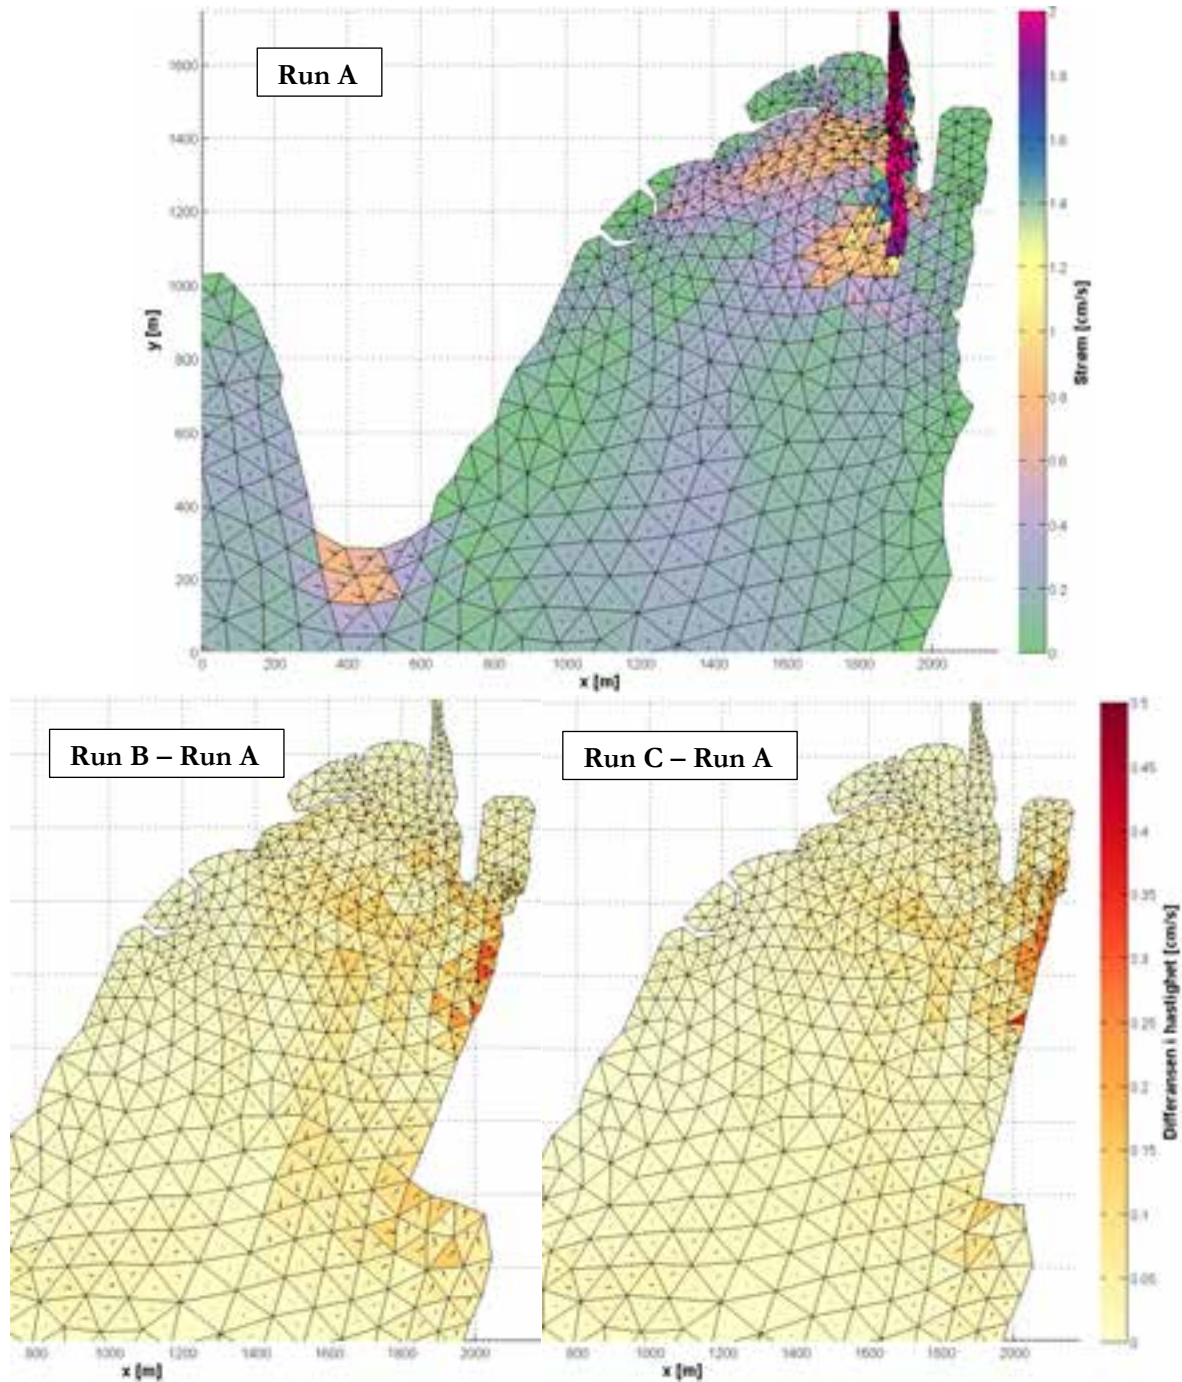 Run A
1600
1400
1200
1000
800
600
400
200
0
y [m]
0 200 400 600 800 1000 1200 1400 1600 1800 2000
x [m]
2
1.8
1.6
1.4
1.2
1
0.8
0.6
0.4
0.2
0
Strøm [cm/s]
Run B – Run A
Run C – Run A
800 1000 1200 1400 1600 1800 2000
x [m]
800 1000 1200 1400 1600 1800 2000
x [m]
0.5
0.45
0.4
0.35
0.3
0.25
0.2
0.15
0.1
0.05
0
Differansen i hastighet [cm/s]